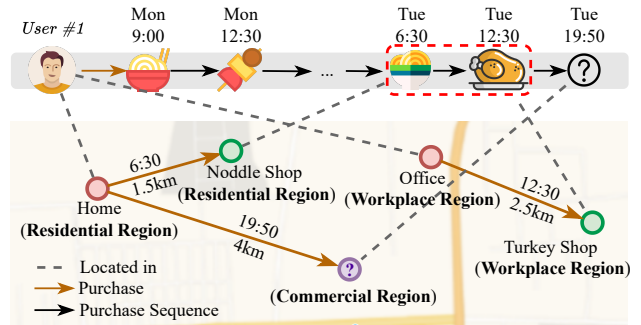 User #1
Mon
9:00
Mon
12:30
Tue
6:30
Tue
12:30
Tue
19:50
...
?
6:30
1.5km
Noddle Shop
(Residential Region)
Home
(Residential Region)
19:50
4km
?
(Commercial Region)
Office
(Workplace Region)
12:30
2.5km
Turkey Shop
(Workplace Region)
Located in
Purchase
Purchase Sequence